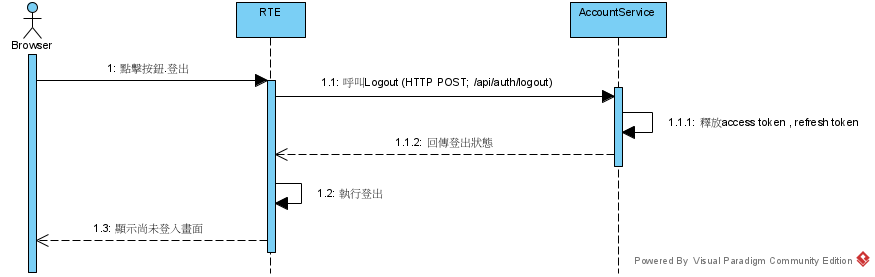 RTE
AccountService
Browser
1: 點擊按鈕.登出
1.1: 呼叫Logout (HTTP POST; /api/auth/logout)
1.1.1: 釋放access token , refresh token
1.1.2: 回傳登出狀態
1.2: 執行登出
1.3: 顯示尚未登入畫面
Powered By Visual Paradigm Community Edition